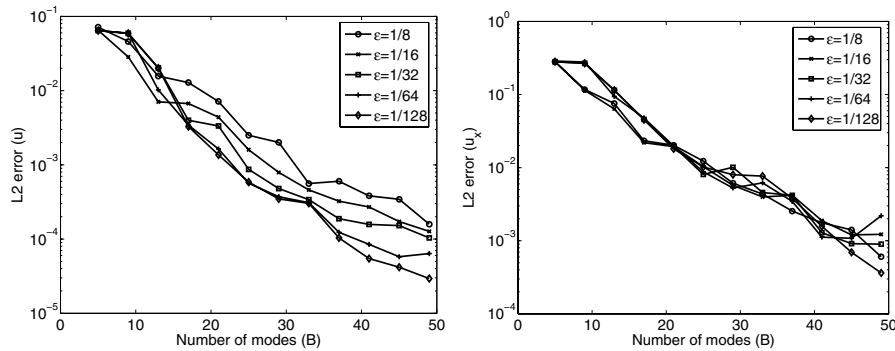 10⁰
10⁻¹
10⁻²
10⁻³
10⁻⁴
10⁻⁵
L2 error (u)
0 10 20 30 40 50
Number of modes (B)
ε=1/8
ε=1/16
ε=1/32
ε=1/64
ε=1/128
10⁰
10⁻¹
10⁻²
10⁻³
10⁻⁴
L2 error (uₓ)
0 10 20 30 40 50
Number of modes (B)
ε=1/8
ε=1/16
ε=1/32
ε=1/64
ε=1/128